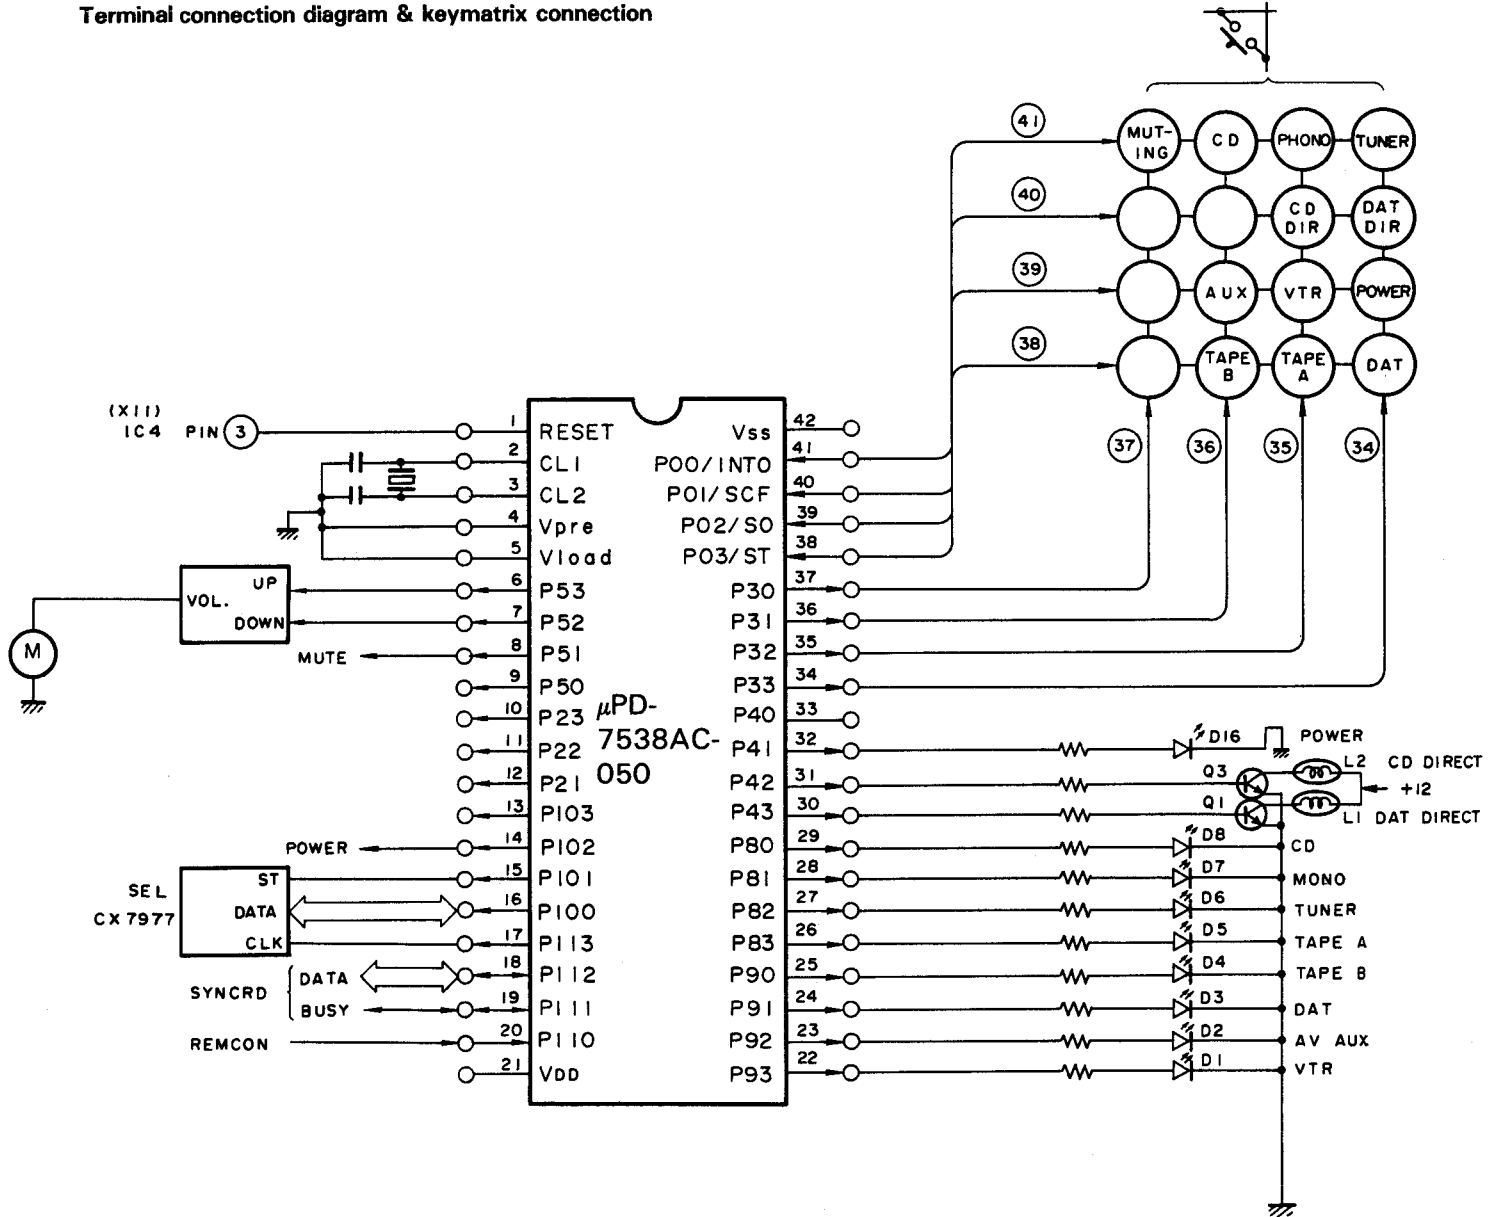 Terminal connection diagram & keymatrix connection
41 MUT-ING CD PHONO TUNER
40 CD DIR DAT DIR
39 AUX VTR POWER
38 TAPE B TAPE A DAT
37 36 35 34
(X11)
IC4 PIN 3
1 RESET
2 CL1
3 CL2
4 Vpre
5 Vload
VOL. UP 6 P53
DOWN 7 P52
M
MUTE 8 P51
9 P50
10 P23
11 P22
12 P21
13 P103
POWER 14 P102
SEL CX7977
ST 15 P101
DATA 16 P100
CLK 17 P113
SYNCRD
DATA 18 P112
BUSY 19 P111
REMCON 20 P110
21 VDD
μPD-
7538AC-
050
Vss 42
P00/INT0 41
P01/SCF 40
P02/SO 39
P03/ST 38
P30 37
P31 36
P32 35
P33 34
P40 33
P41 32 D16 POWER
P42 31 Q3 L2 CD DIRECT
+12
P43 30 Q1 L1 DAT DIRECT
P80 29 D8 CD
P81 28 D7 MONO
P82 27 D6 TUNER
P83 26 D5 TAPE A
P90 25 D4 TAPE B
P91 24 D3 DAT
P92 23 D2 AV AUX
P93 22 D1 VTR